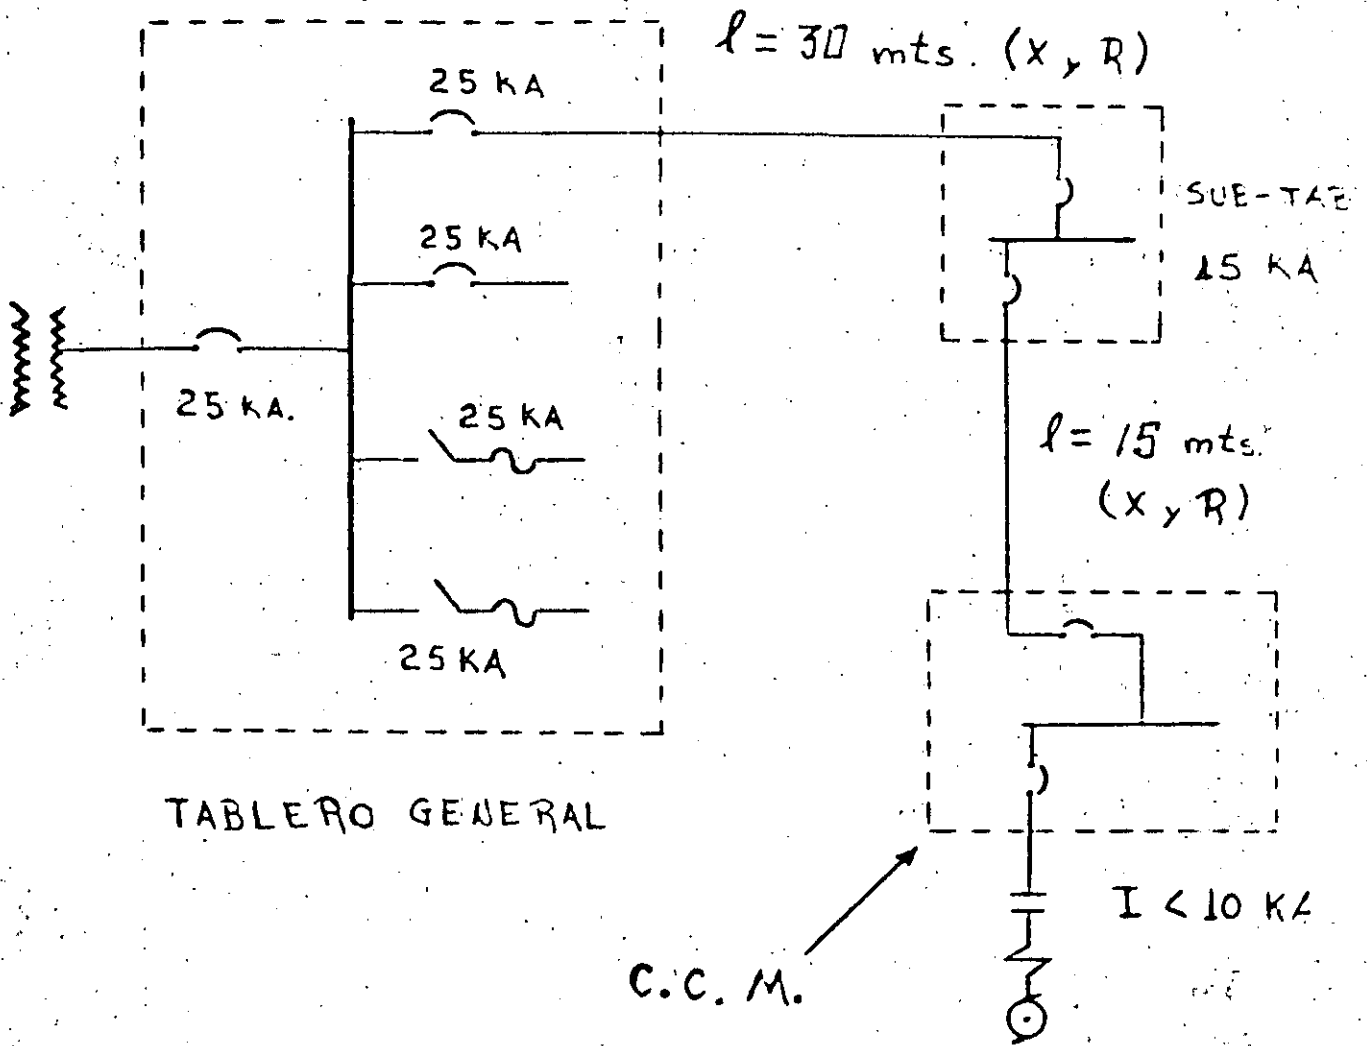 l = 30 mts. (X y R)
25 KA
25 KA
25 KA.
25 KA
25 KA
TABLERO GENERAL
SUB-TAB
15 KA
l = 15 mts.
(X y R)
I < 10 KA
C.C.M.